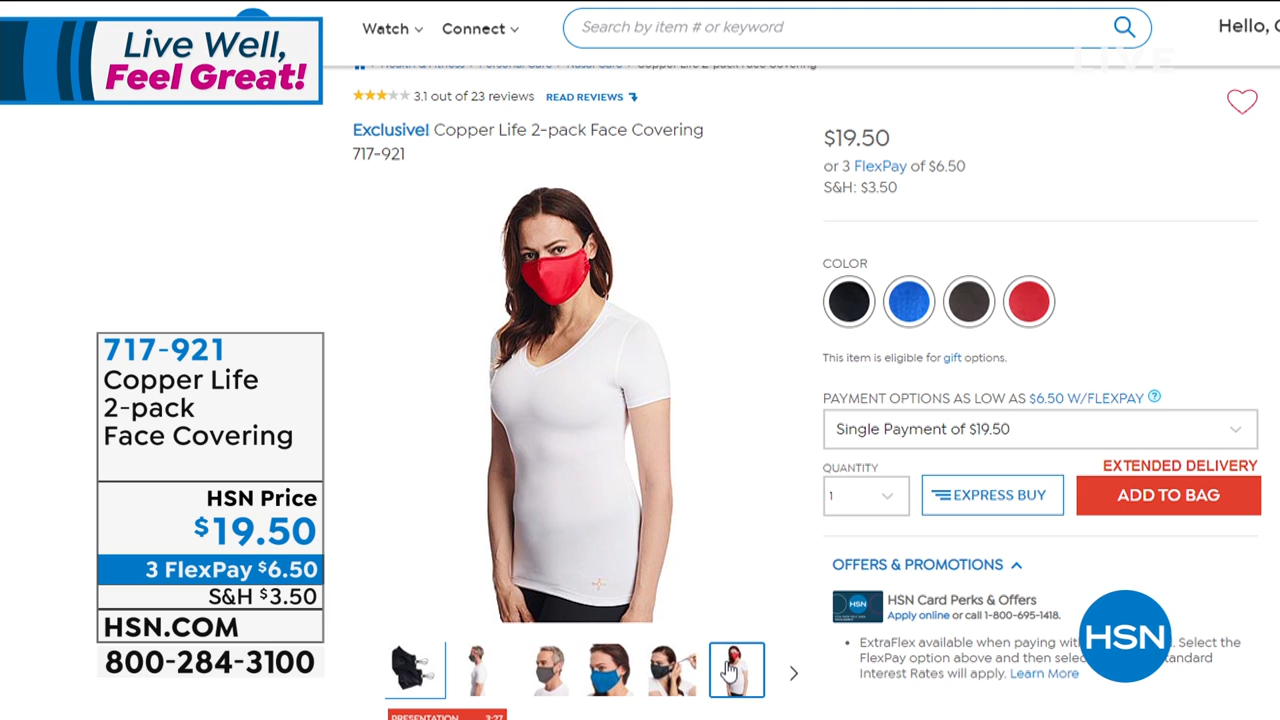 Live Well,
Feel Great!
Watch
Connect
Search by item # or keyword
Hello,
LIVE
3.1 out of 23 reviews
READ REVIEWS
Exclusive! Copper Life 2-pack Face Covering
717-921
$19.50
or 3 FlexPay of $6.50
S&H: $3.50
COLOR
This item is eligible for gift options.
PAYMENT OPTIONS AS LOW AS $6.50 W/FLEXPAY
Single Payment of $19.50
EXTENDED DELIVERY
QUANTITY
1
EXPRESS BUY
ADD TO BAG
OFFERS & PROMOTIONS
HSN
HSN Card Perks & Offers
Apply online or call 1-800-695-1418.
ExtraFlex available when paying
Select the
FlexPay option above and then
Interest Rates will apply. Learn More
HSN
717-921
Copper Life
2-pack
Face Covering
HSN Price
$19.50
3 FlexPay $6.50
S&H $3.50
HSN.COM
800-284-3100
PRESENTATION 3:27